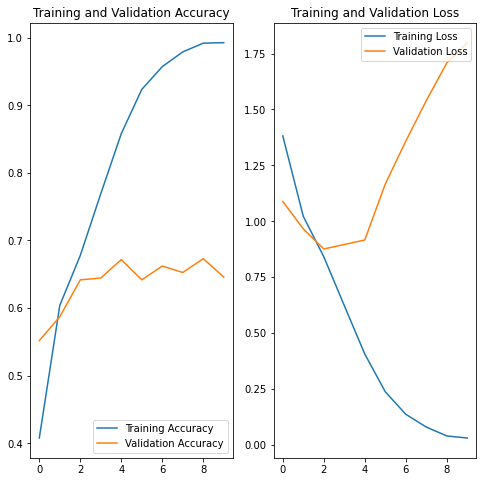 Training and Validation Accuracy
1.0
0.9
0.8
0.7
0.6
0.5
0.4
0 2 4 6 8
Training Accuracy
Validation Accuracy
Training and Validation Loss
1.75
1.50
1.25
1.00
0.75
0.50
0.25
0.00
0 2 4 6 8
Training Loss
Validation Loss